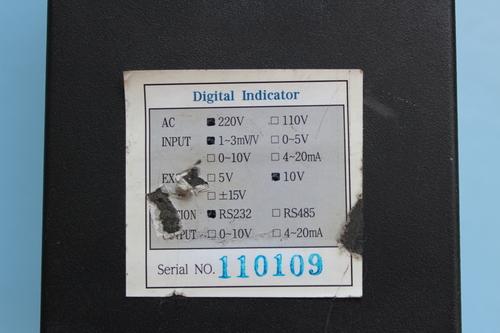 Digital Indicator
AC ■ 220V □ 110V
INPUT ■ 1~3mV/V □ 0~5V
□ 0~10V □ 4~20mA
□ 5V ■ 10V
□ ±15V
■ RS232 □ RS485
□ 0~10V □ 4~20mA
Serial NO. 110109